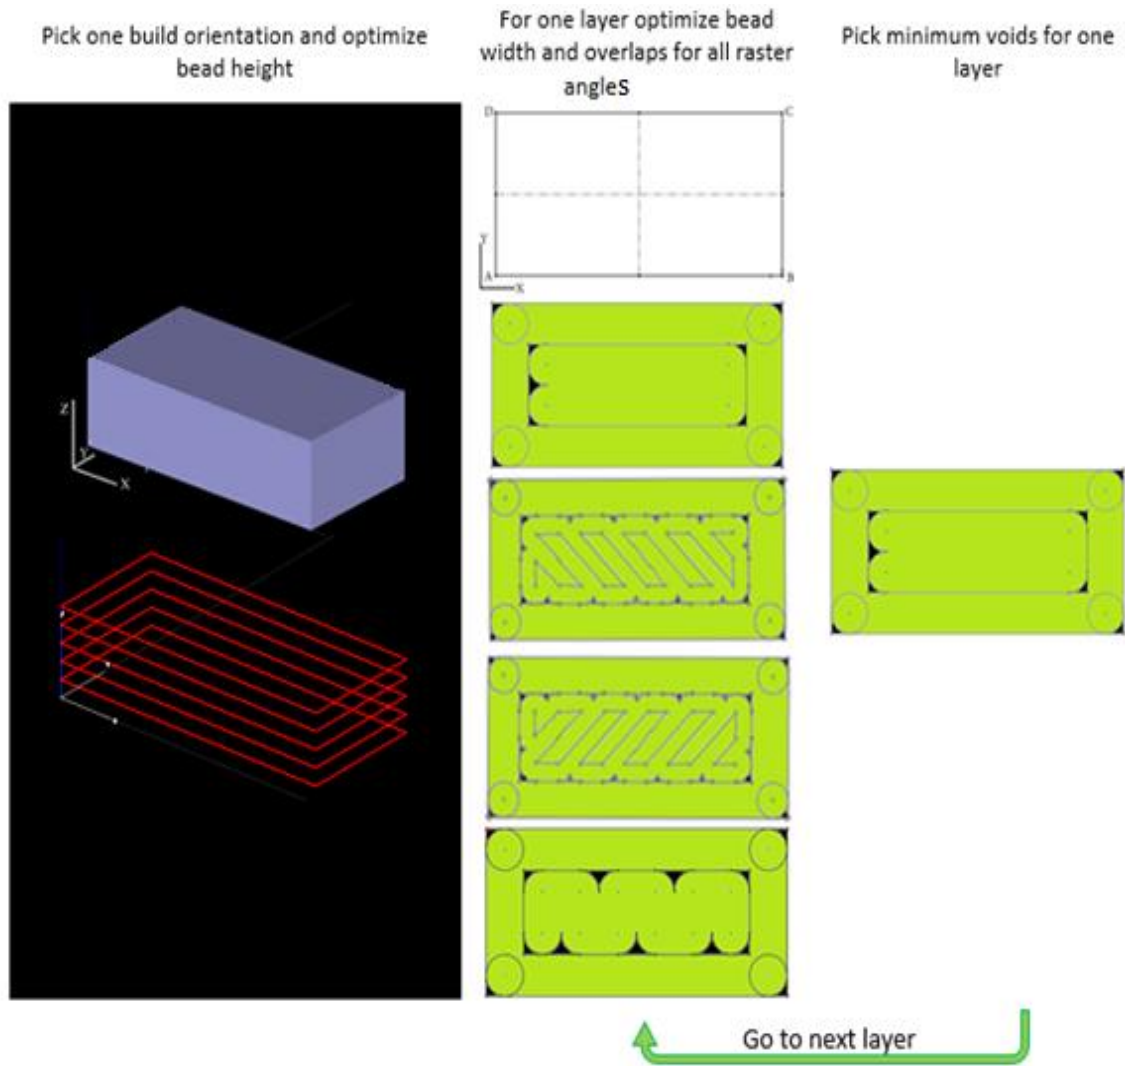 Pick one build orientation and optimize
bead height
For one layer optimize bead
width and overlaps for all raster
angles
Pick minimum voids for one
layer
D
C
Y
A
X
B
Z
Y
X
Go to next layer